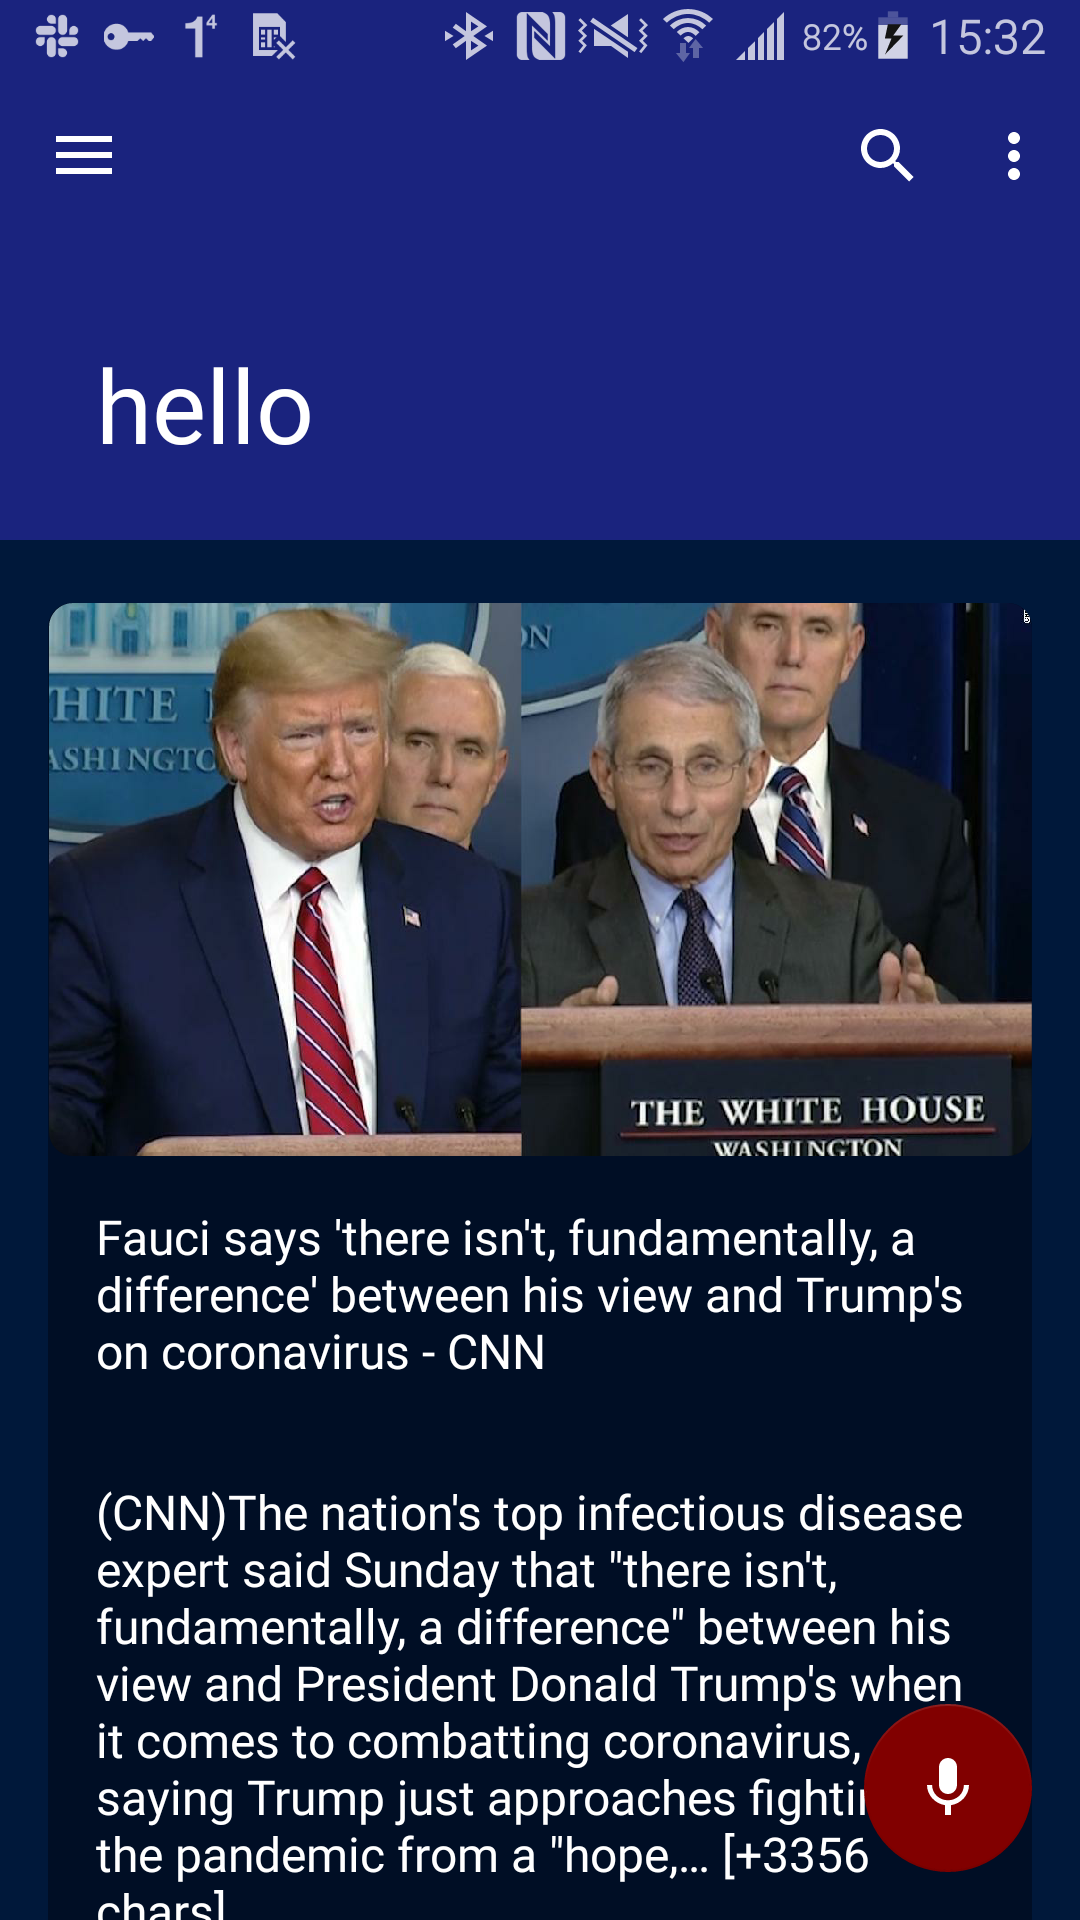 1⁴ 82% 15:32
hello
HITE
ASHINGTO
ON
THE WHITE HOUSE
WASHINGTON
Fauci says 'there isn't, fundamentally, a
difference' between his view and Trump's
on coronavirus - CNN
(CNN)The nation's top infectious disease
expert said Sunday that "there isn't,
fundamentally, a difference" between his
view and President Donald Trump's when
it comes to combatting coronavirus,
saying Trump just approaches fightin
the pandemic from a "hope,… [+3356
chars]